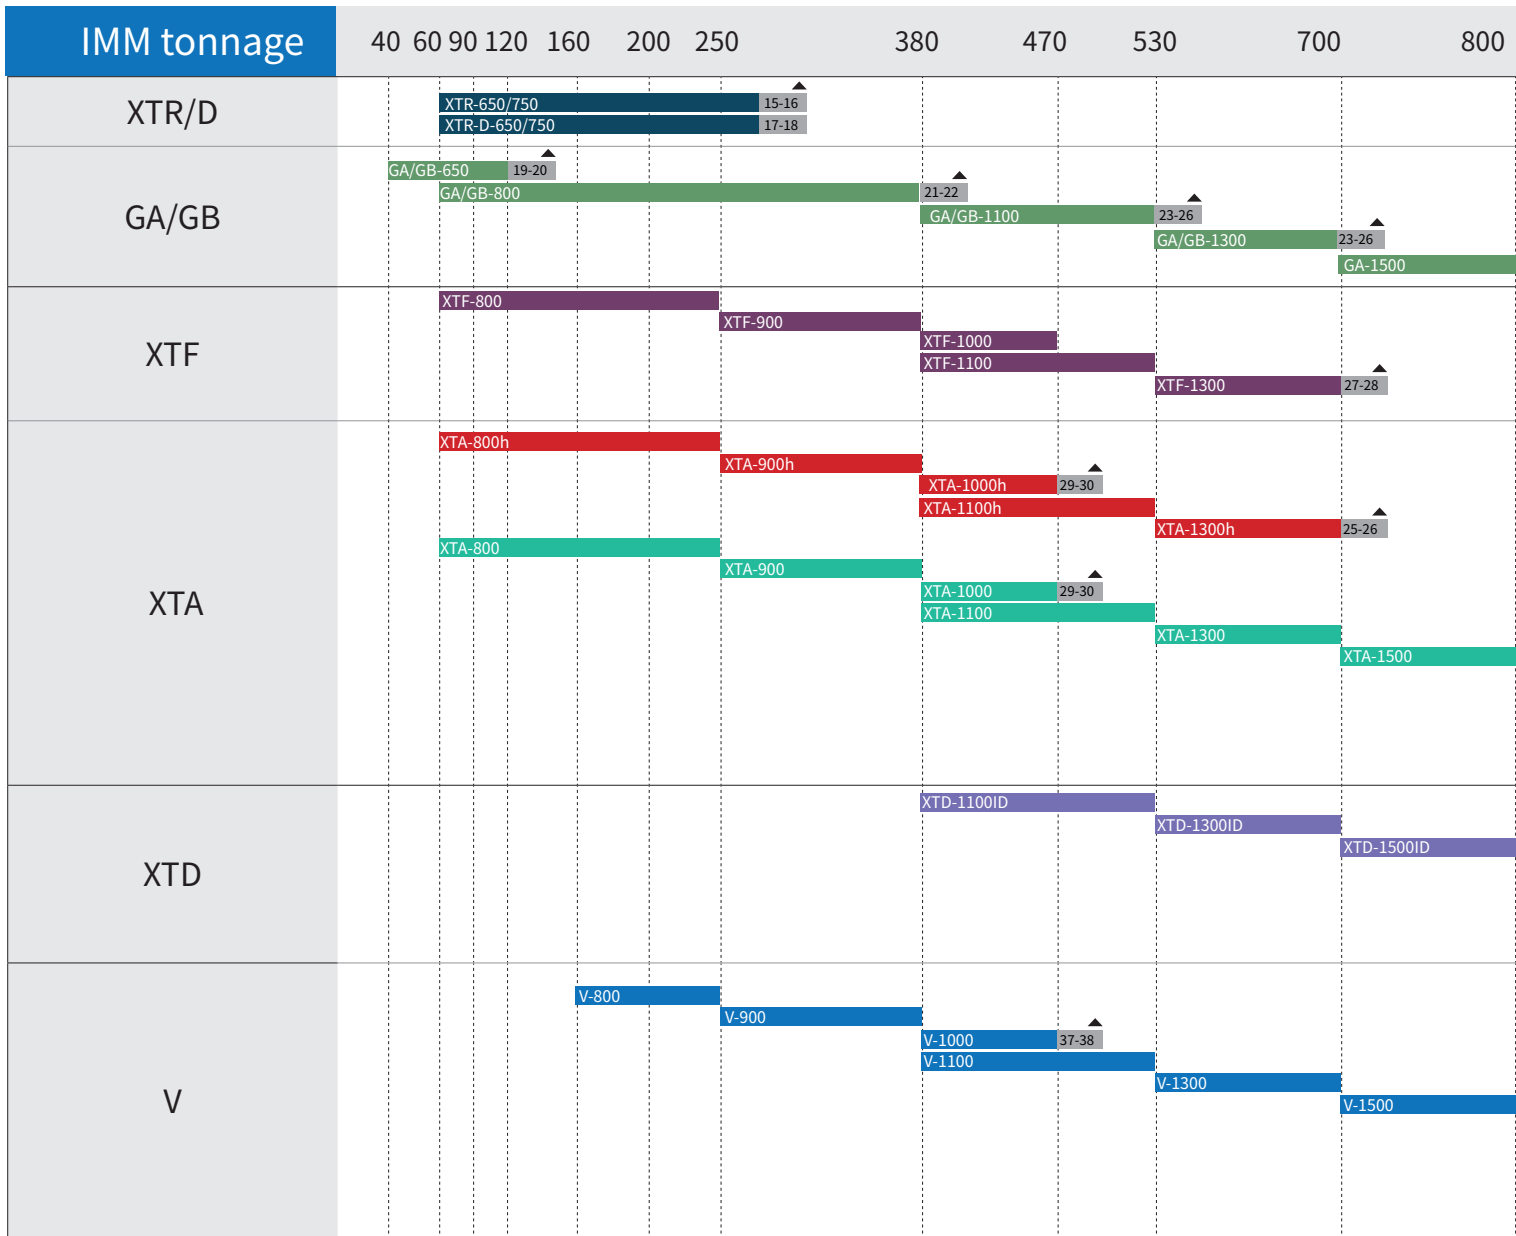 IMM tonnage 40 60 90 120 160 200 250 380 470 530 700 800
XTR/D
XTR-650/750 15-16
XTR-D-650/750 17-18
GA/GB
GA/GB-650 19-20
GA/GB-800 21-22
GA/GB-1100 23-26
GA/GB-1300 23-26
GA-1500
XTF
XTF-800
XTF-900
XTF-1000
XTF-1100
XTF-1300 27-28
XTA
XTA-800h
XTA-900h
XTA-1000h 29-30
XTA-1100h
XTA-1300h 25-26
XTA-800
XTA-900
XTA-1000 29-30
XTA-1100
XTA-1300
XTA-1500
XTD
XTD-1100ID
XTD-1300ID
XTD-1500ID
V
V-800
V-900
V-1000 37-38
V-1100
V-1300
V-1500